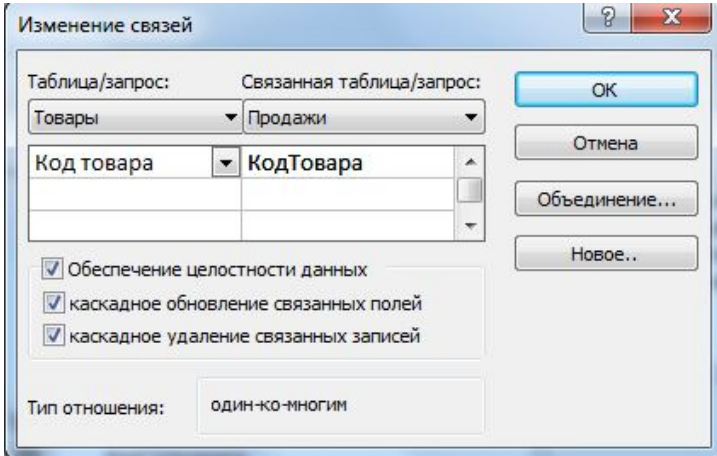 Изменение связей
Таблица/запрос: Связанная таблица/запрос:
Товары Продажи
Код товара КодТовара
Обеспечение целостности данных
каскадное обновление связанных полей
каскадное удаление связанных записей
Тип отношения: один-ко-многим
ОК
Отмена
Объединение...
Новое..